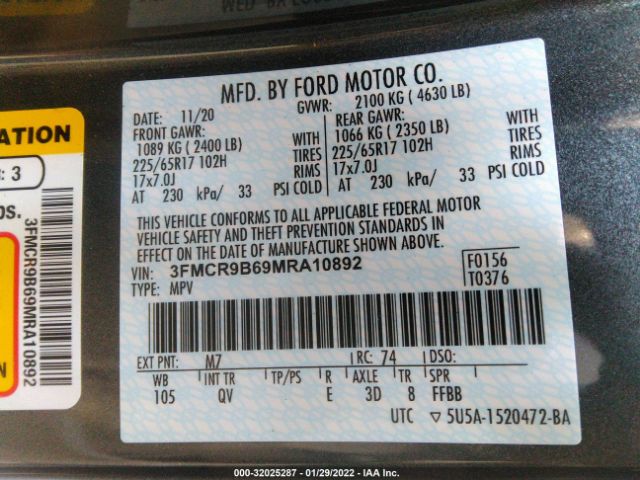 MFD. BY FORD MOTOR CO.
DATE: 11/20 GVWR: 2100 KG ( 4630 LB)
FRONT GAWR: REAR GAWR:
1089 KG ( 2400 LB) WITH 1066 KG ( 2350 LB) WITH
225/65R17 102H TIRES 225/65R17 102H TIRES
17x7.0J RIMS 17x7.0J RIMS
AT 230 kPa/ 33 PSI COLD AT 230 kPa/ 33 PSI COLD
THIS VEHICLE CONFORMS TO ALL APPLICABLE FEDERAL MOTOR
VEHICLE SAFETY AND THEFT PREVENTION STANDARDS IN
EFFECT ON THE DATE OF MANUFACTURE SHOWN ABOVE.
VIN: 3FMCR9B69MRA10892 F0156
TYPE: MPV T0376
EXT PNT: M7 RC: 74 DSO:
WB INT TR TP/PS R AXLE TR SPR
105 QV E 3D 8 FFBB
UTC ▽ 5U5A-1520472-BA
ATION
: 3
os.
3FMCR9B69MRA10892
000-32025287 - 01/29/2022 - IAA Inc.